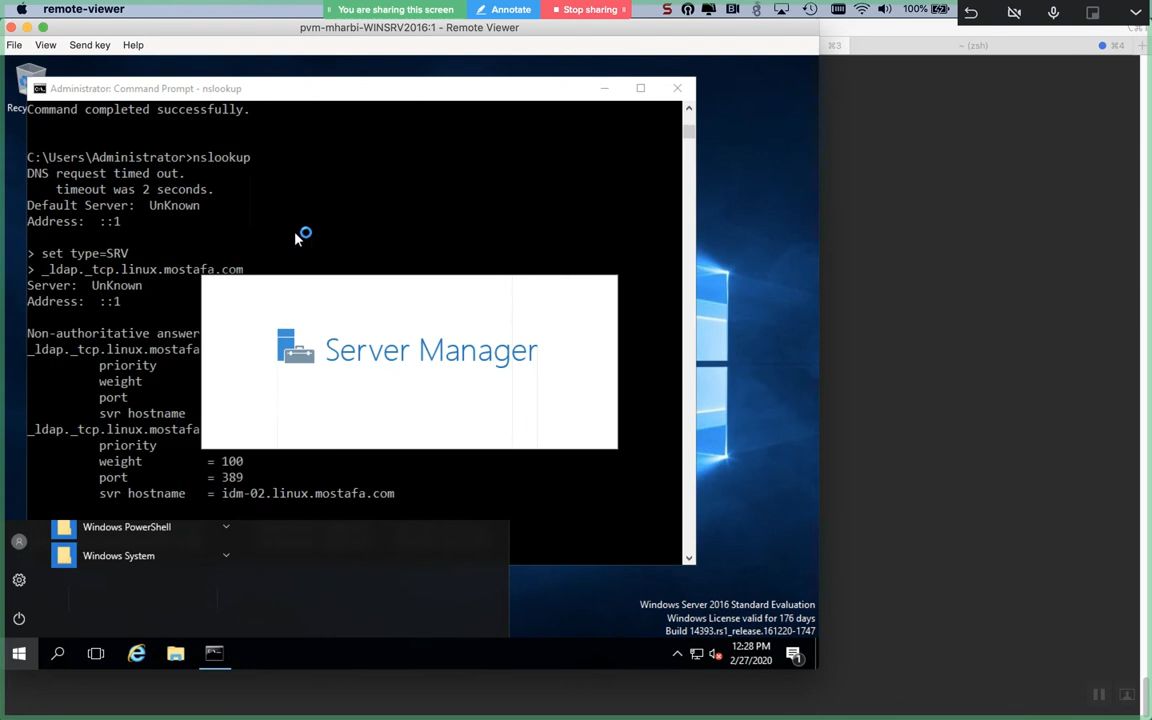 remote-viewer
You are sharing this screen
Annotate
Stop sharing
100%
pvm-mharbi-WINSRV2016:1 - Remote Viewer
File View Send key Help
⌘3
~ (zsh)
⌘4
Administrator: Command Prompt - nslookup
Recy
Command completed successfully.
C:\Users\Administrator>nslookup
DNS request timed out.
timeout was 2 seconds.
Default Server: UnKnown
Address: ::1
> set type=SRV
> _ldap._tcp.linux.mostafa.com
Server: UnKnown
Address: ::1
Non-authoritative answer
_ldap._tcp.linux.mostafa
priority
weight
port
svr hostname
_ldap._tcp.linux.mostafa
priority
weight = 100
port = 389
svr hostname = idm-02.linux.mostafa.com
Server Manager
Windows PowerShell
Windows System
Windows Server 2016 Standard Evaluation
Windows License valid for 176 days
Build 14393.rs1_release.161220-1747
12:28 PM
2/27/2020
1